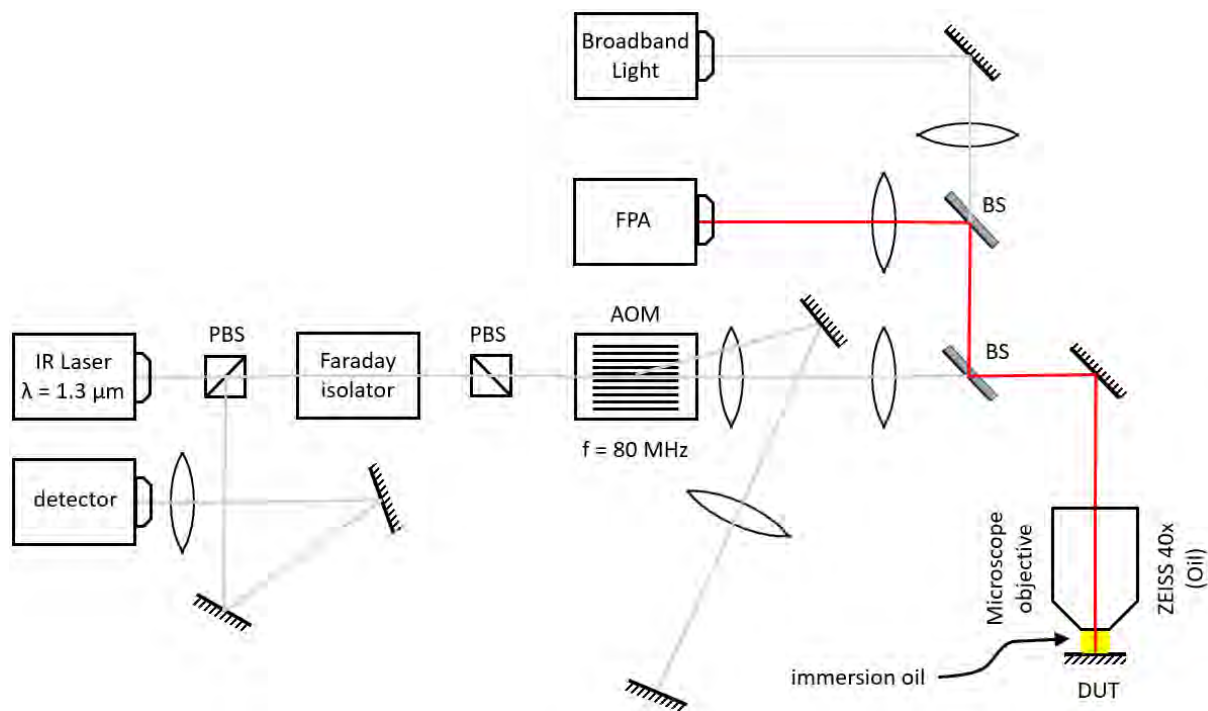 Broadband
Light
FPA
BS
PBS
PBS
AOM
BS
IR Laser
λ = 1.3 µm
Faraday
isolator
f = 80 MHz
detector
Microscope
objective
ZEISS 40x
(Oil)
immersion oil
DUT